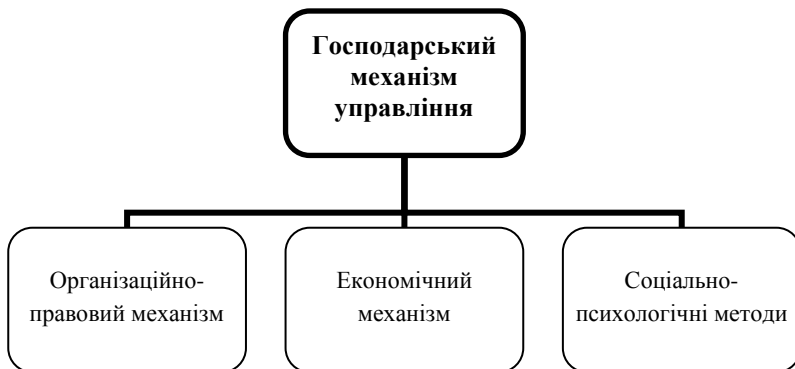 Господарський
механізм
управління
Організаційно-
правовий механізм
Економічний
механізм
Соціально-
психологічні методи